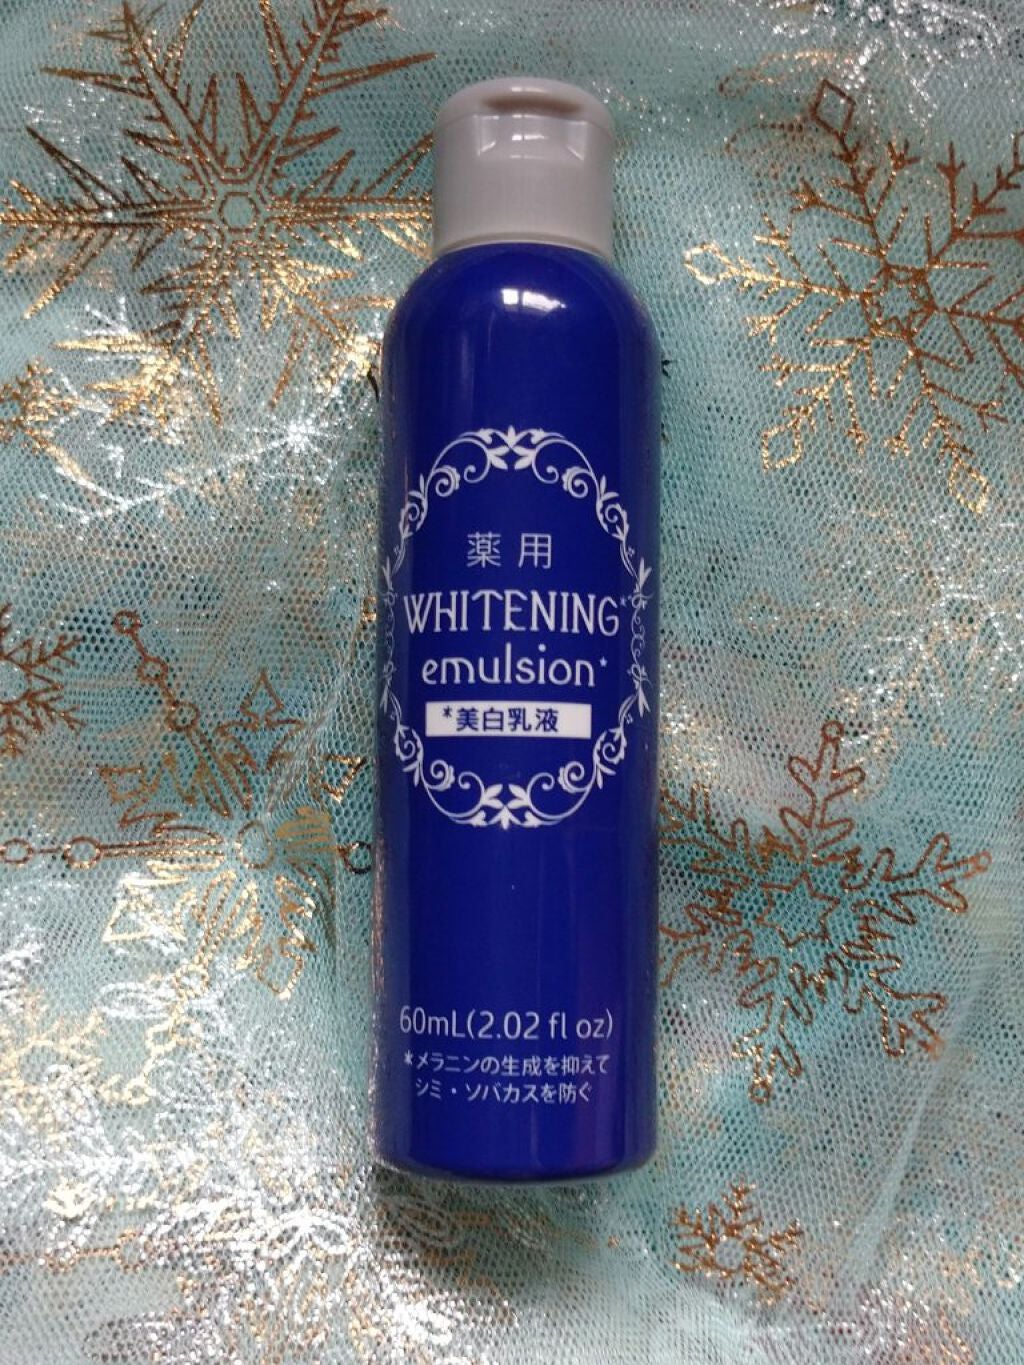 薬用
WHITENING*
emulsion*
*美白乳液
60mL(2.02 fl oz)
*メラニンの生成を抑えて
シミ・ソバカスを防ぐ